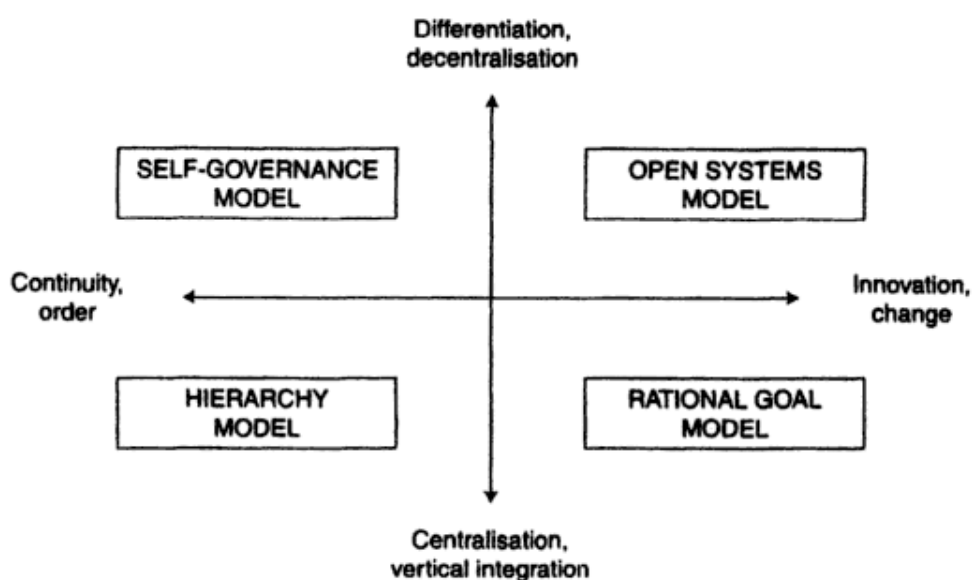 Differentiation,
decentralisation
SELF-GOVERNANCE
MODEL
OPEN SYSTEMS
MODEL
Continuity,
order
Innovation,
change
HIERARCHY
MODEL
RATIONAL GOAL
MODEL
Centralisation,
vertical integration